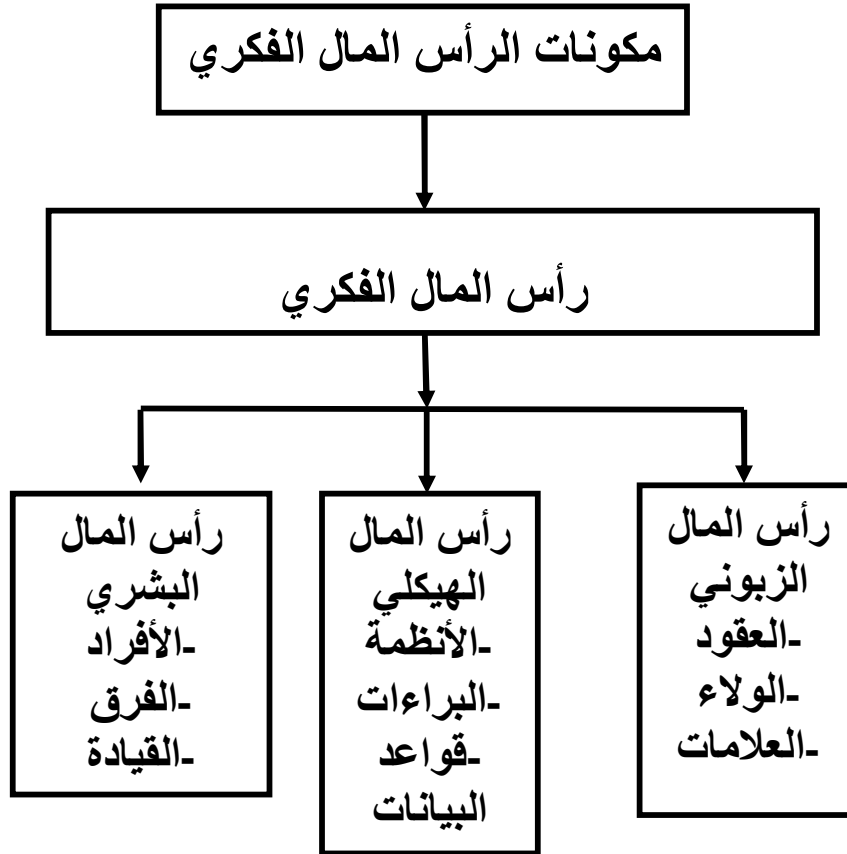 مكونات الرأس المال الفكري
رأس المال الفكري
رأس المال
الزبوني
-العقود
-الولاء
-العلامات
رأس المال
الهيكلي
-الأنظمة
-البراءات
-قواعد
البيانات
رأس المال
البشري
-الأفراد
-الفرق
-القيادة